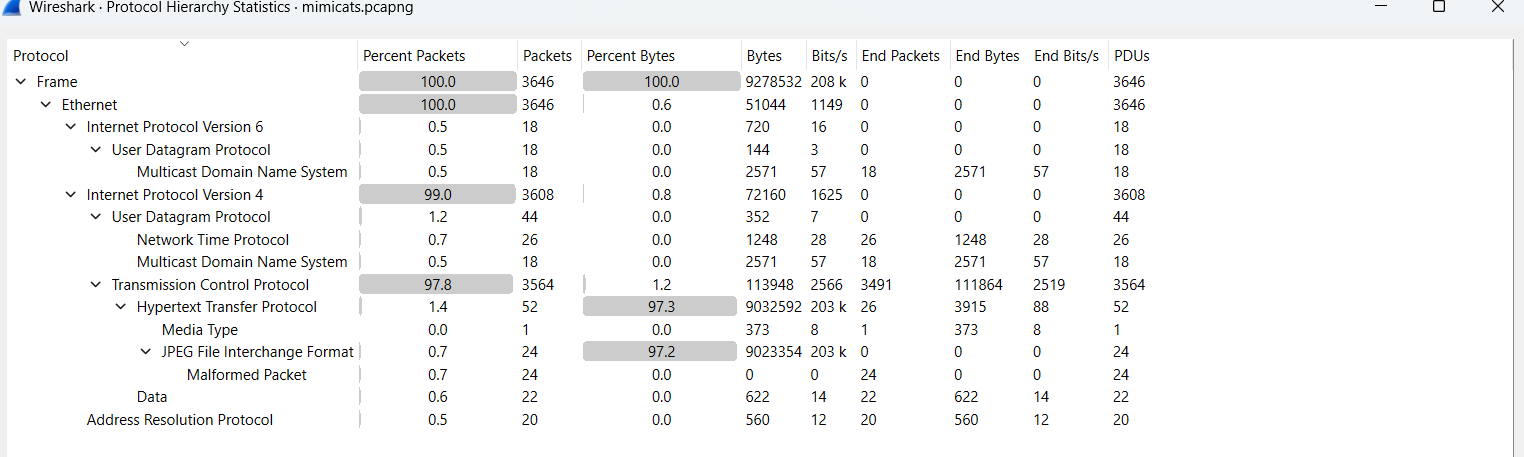 Wireshark · Protocol Hierarchy Statistics · mimicats.pcapng
Protocol Percent Packets Packets Percent Bytes Bytes Bits/s End Packets End Bytes End Bits/s PDUs
Frame 100.0 3646 100.0 9278532 208 k 0 0 0 3646
Ethernet 100.0 3646 0.6 51044 1149 0 0 0 3646
Internet Protocol Version 6 0.5 18 0.0 720 16 0 0 0 18
User Datagram Protocol 0.5 18 0.0 144 3 0 0 0 18
Multicast Domain Name System 0.5 18 0.0 2571 57 18 2571 57 18
Internet Protocol Version 4 99.0 3608 0.8 72160 1625 0 0 0 3608
User Datagram Protocol 1.2 44 0.0 352 7 0 0 0 44
Network Time Protocol 0.7 26 0.0 1248 28 26 1248 28 26
Multicast Domain Name System 0.5 18 0.0 2571 57 18 2571 57 18
Transmission Control Protocol 97.8 3564 1.2 113948 2566 3491 111864 2519 3564
Hypertext Transfer Protocol 1.4 52 97.3 9032592 203 k 26 3915 88 52
Media Type 0.0 1 0.0 373 8 1 373 8 1
JPEG File Interchange Format 0.7 24 97.2 9023354 203 k 0 0 0 24
Malformed Packet 0.7 24 0.0 0 0 24 0 0 24
Data 0.6 22 0.0 622 14 22 622 14 22
Address Resolution Protocol 0.5 20 0.0 560 12 20 560 12 20